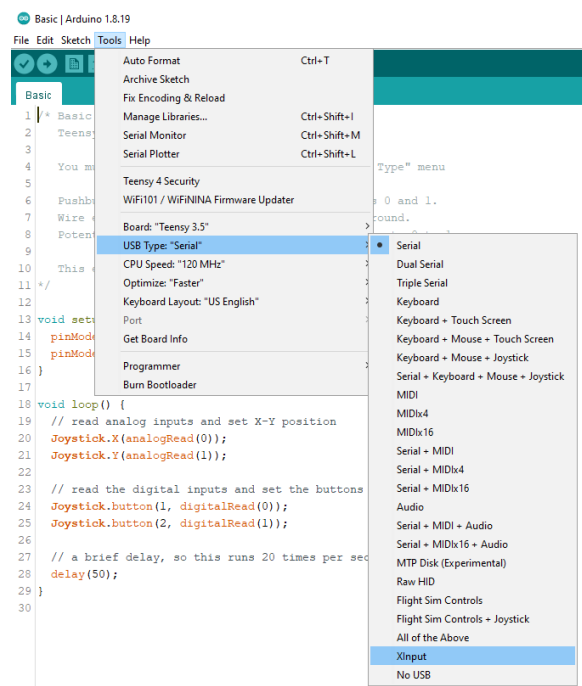 Basic | Arduino 1.8.19
File Edit Sketch Tools Help
Basic
Auto Format Ctrl+T
Archive Sketch
Fix Encoding & Reload
Manage Libraries... Ctrl+Shift+I
Serial Monitor Ctrl+Shift+M
Serial Plotter Ctrl+Shift+L
Teensy 4 Security
WiFi101 / WiFiNINA Firmware Updater
Board: "Teensy 3.5"
USB Type: "Serial"
CPU Speed: "120 MHz"
Optimize: "Faster"
Keyboard Layout: "US English"
Port
Get Board Info
Programmer
Burn Bootloader
Serial
Dual Serial
Triple Serial
Keyboard
Keyboard + Touch Screen
Keyboard + Mouse + Touch Screen
Keyboard + Mouse + Joystick
Serial + Keyboard + Mouse + Joystick
MIDI
MIDIx4
MIDIx16
Serial + MIDI
Serial + MIDIx4
Serial + MIDIx16
Audio
Serial + MIDI + Audio
Serial + MIDIx16 + Audio
MTP Disk (Experimental)
Raw HID
Flight Sim Controls
Flight Sim Controls + Joystick
All of the Above
XInput
No USB
1 /* Basic
2 Teensy
3
4 You mu Type" menu
5
6 Pushbu s 0 and 1.
7 Wire round.
8 Poten
9
10 This
11 */
12
13 void setu
14 pinMode
15 pinMode
16 }
17
18 void loop() {
19 // read analog inputs and set X-Y position
20 Joystick.X(analogRead(0));
21 Joystick.Y(analogRead(1));
22
23 // read the digital inputs and set the buttons
24 Joystick.button(1, digitalRead(0));
25 Joystick.button(2, digitalRead(1));
26
27 // a brief delay, so this runs 20 times per sec
28 delay(50);
29 }
30